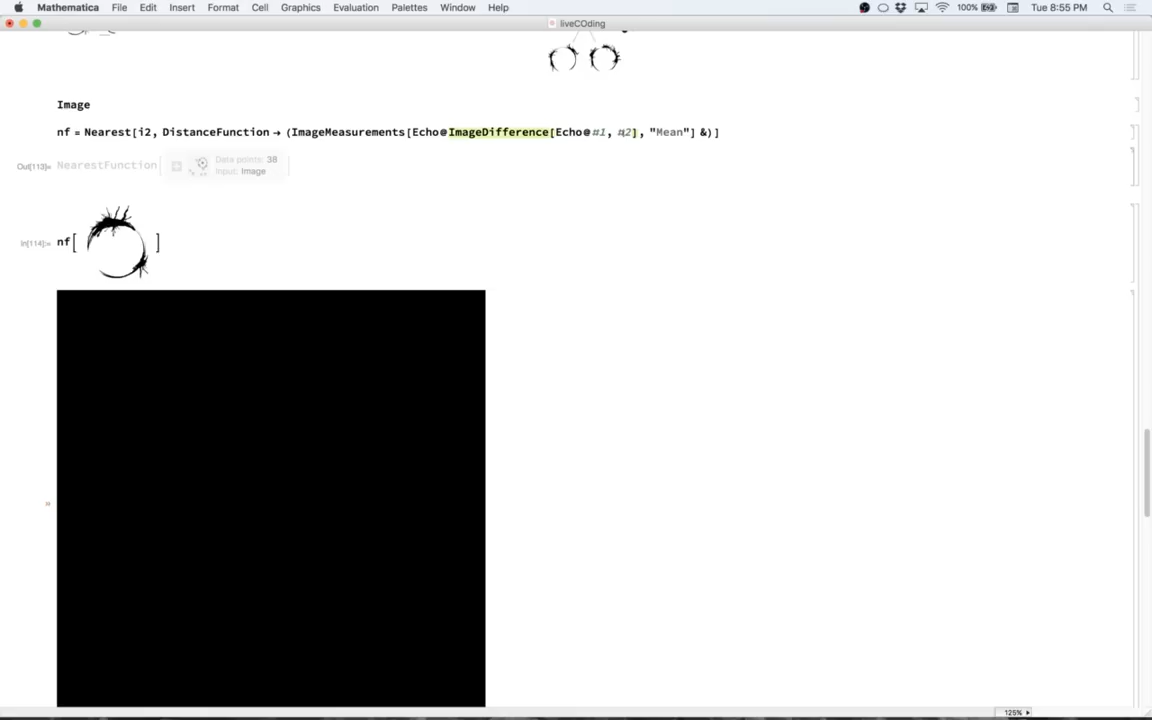 Mathematica File Edit Insert Format Cell Graphics Evaluation Palettes Window Help 100% Tue 8:55 PM
liveCOding
Image
nf = Nearest[i2, DistanceFunction → (ImageMeasurements[Echo@ImageDifference[Echo@#1, #2], "Mean"] &)]
Out[113]= NearestFunction[ Data points: 38
Input: Image ]
In[114]:= nf[ ]
»
125%